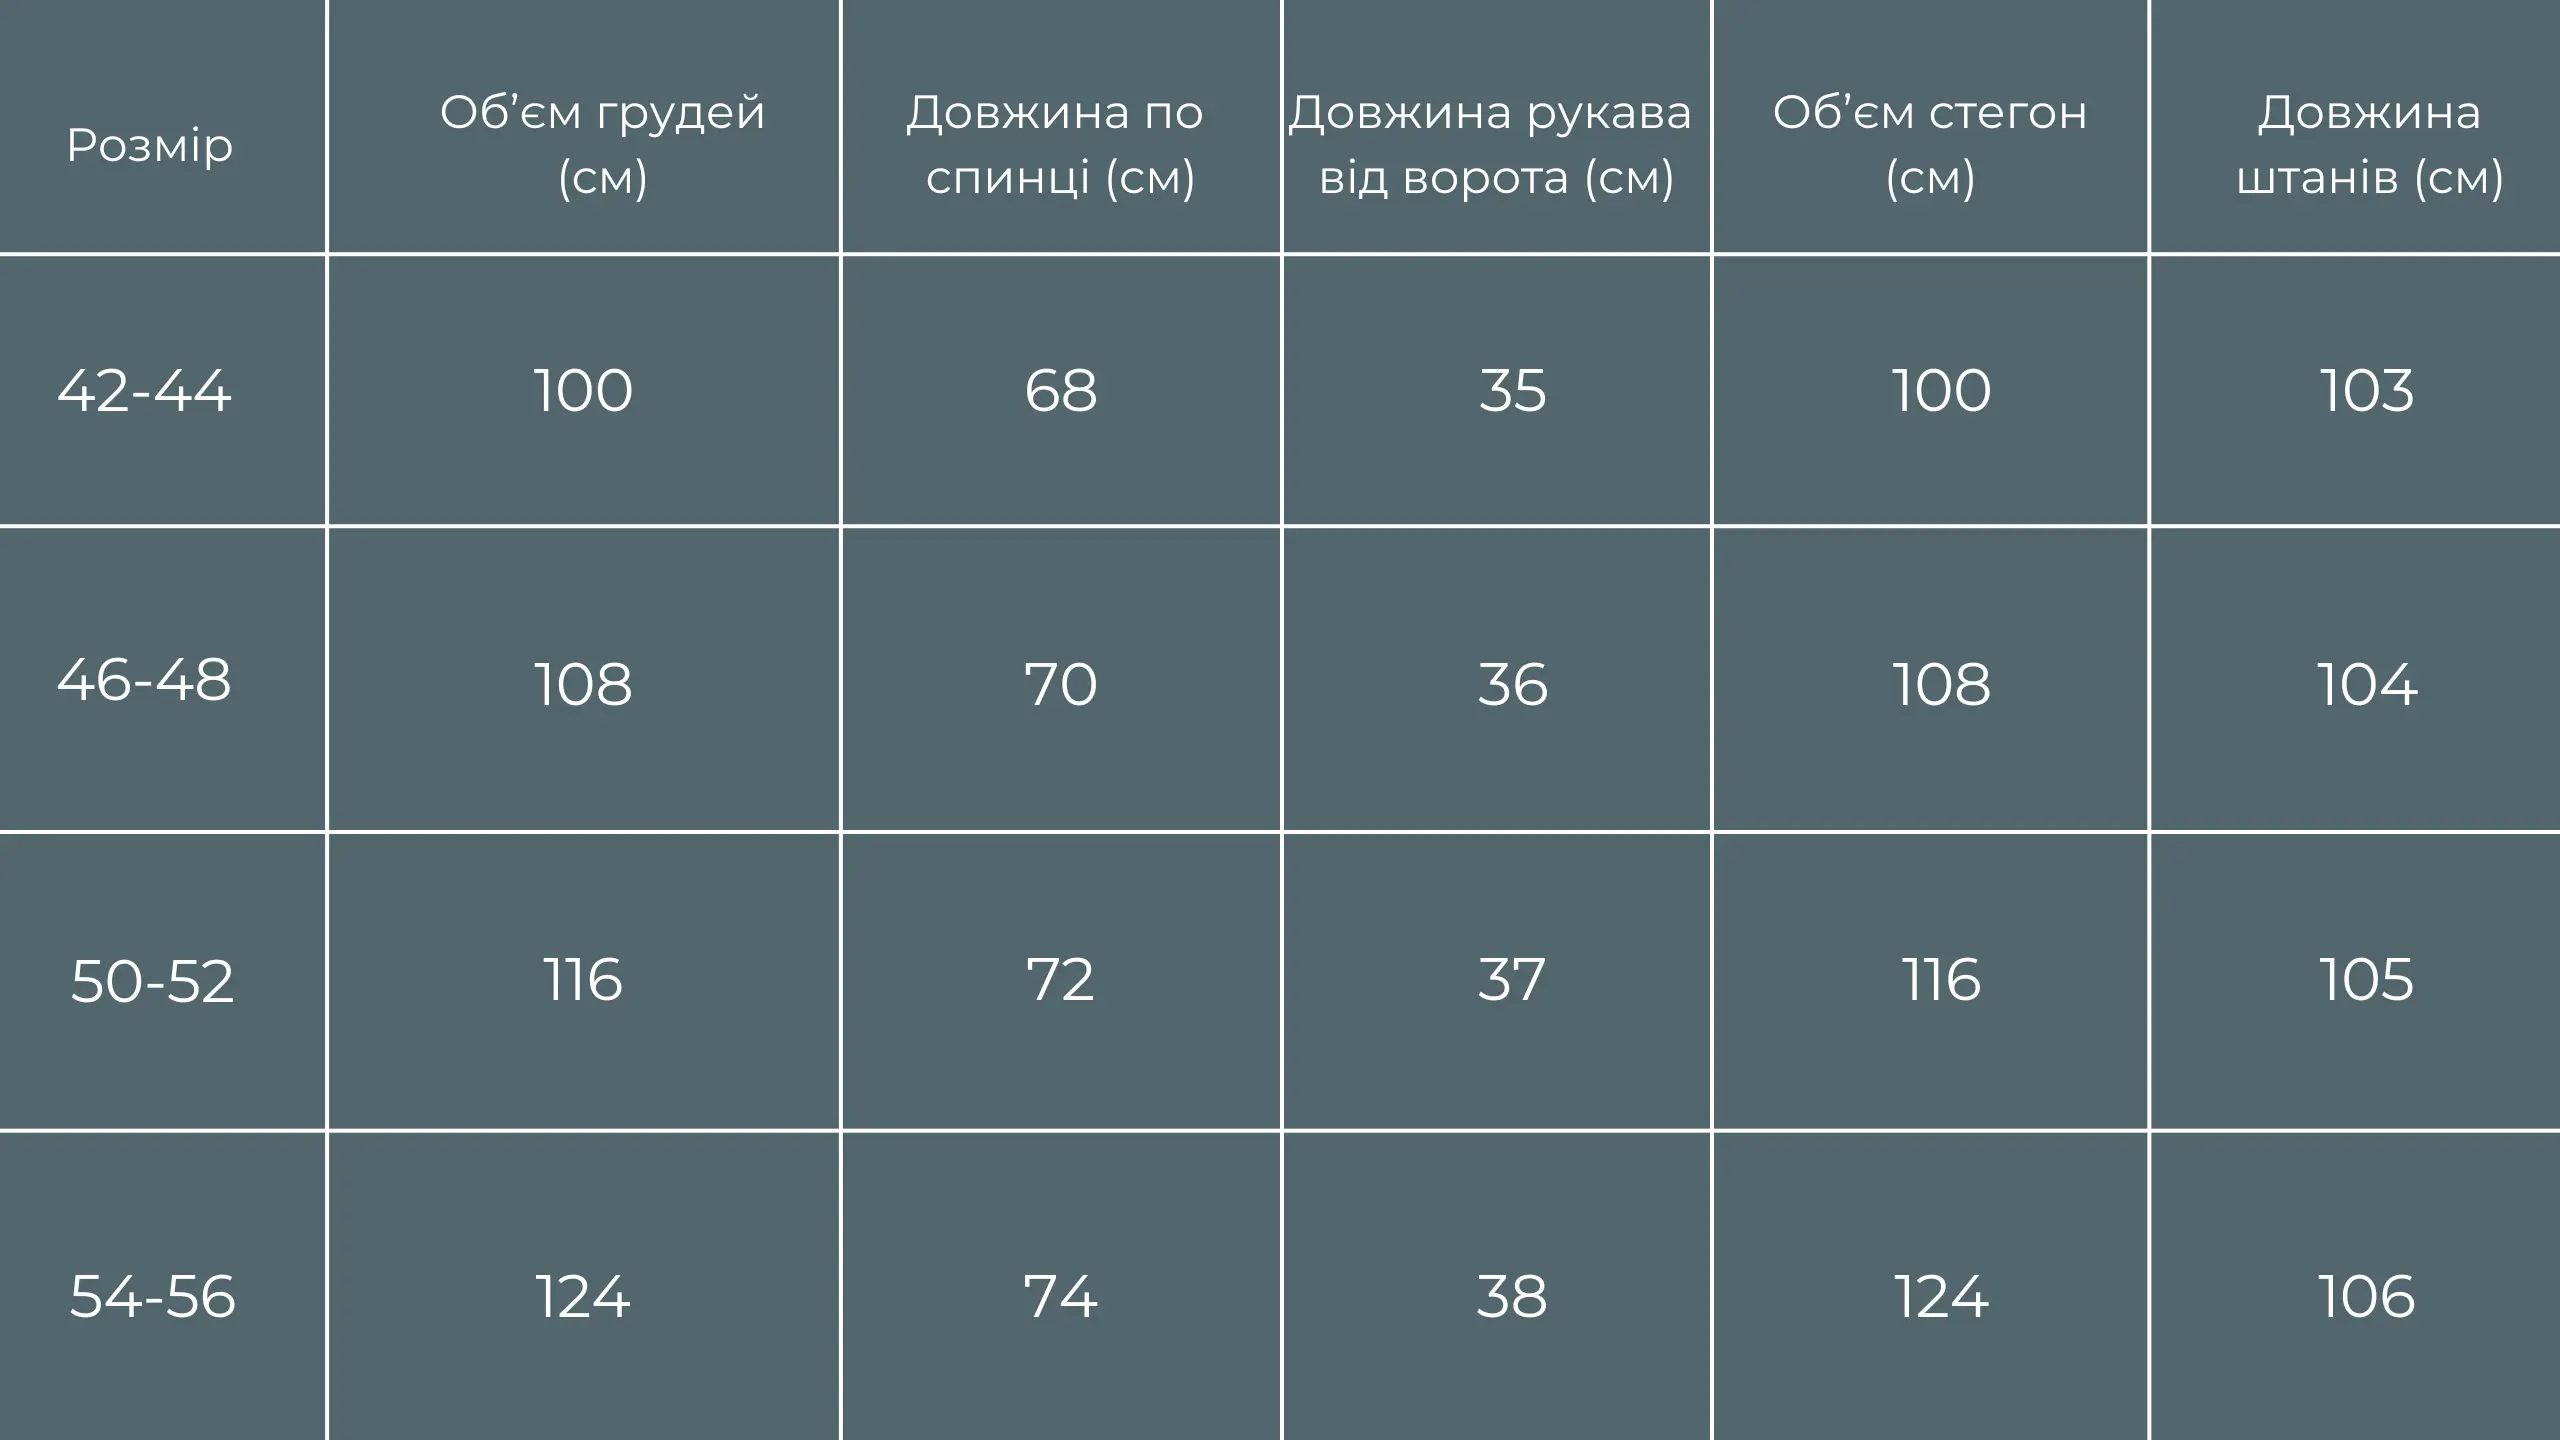 Розмір
Об’єм грудей
(см)
Довжина по
спинці (см)
Довжина рукава
від ворота (см)
Об’єм стегон
(см)
Довжина
штанів (см)
42-44 100 68 35 100 103
46-48 108 70 36 108 104
50-52 116 72 37 116 105
54-56 124 74 38 124 106